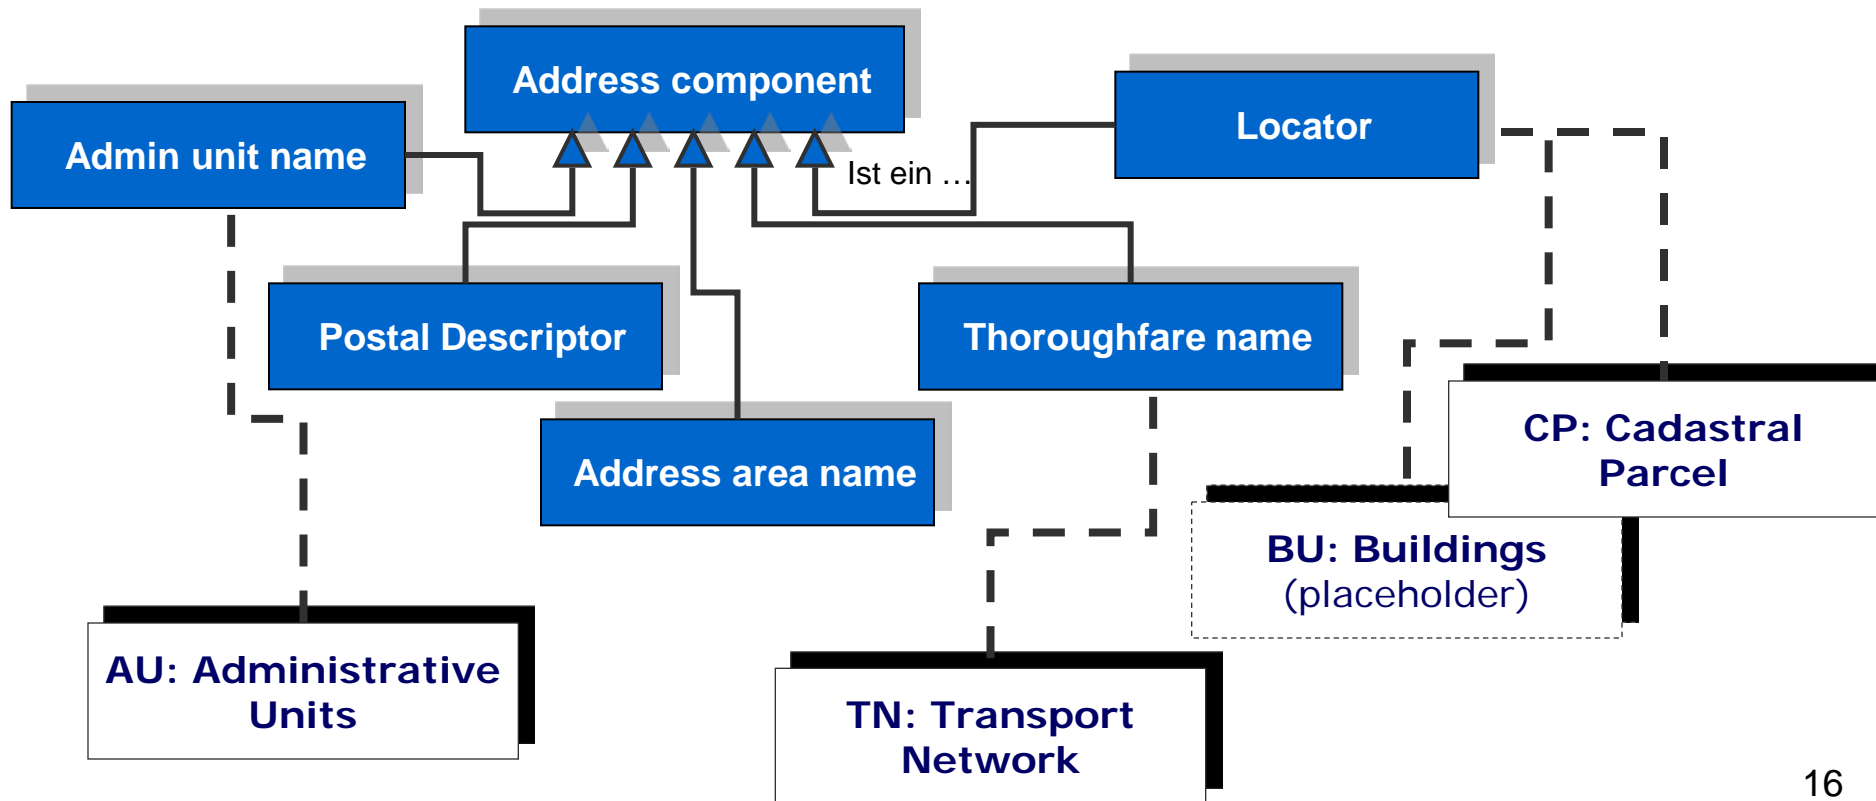 Address component
Locator
Admin unit name
Ist ein …
Postal Descriptor
Thoroughfare name
Address area name
CP: Cadastral
Parcel
BU: Buildings
(placeholder)
AU: Administrative
Units
TN: Transport
Network
16